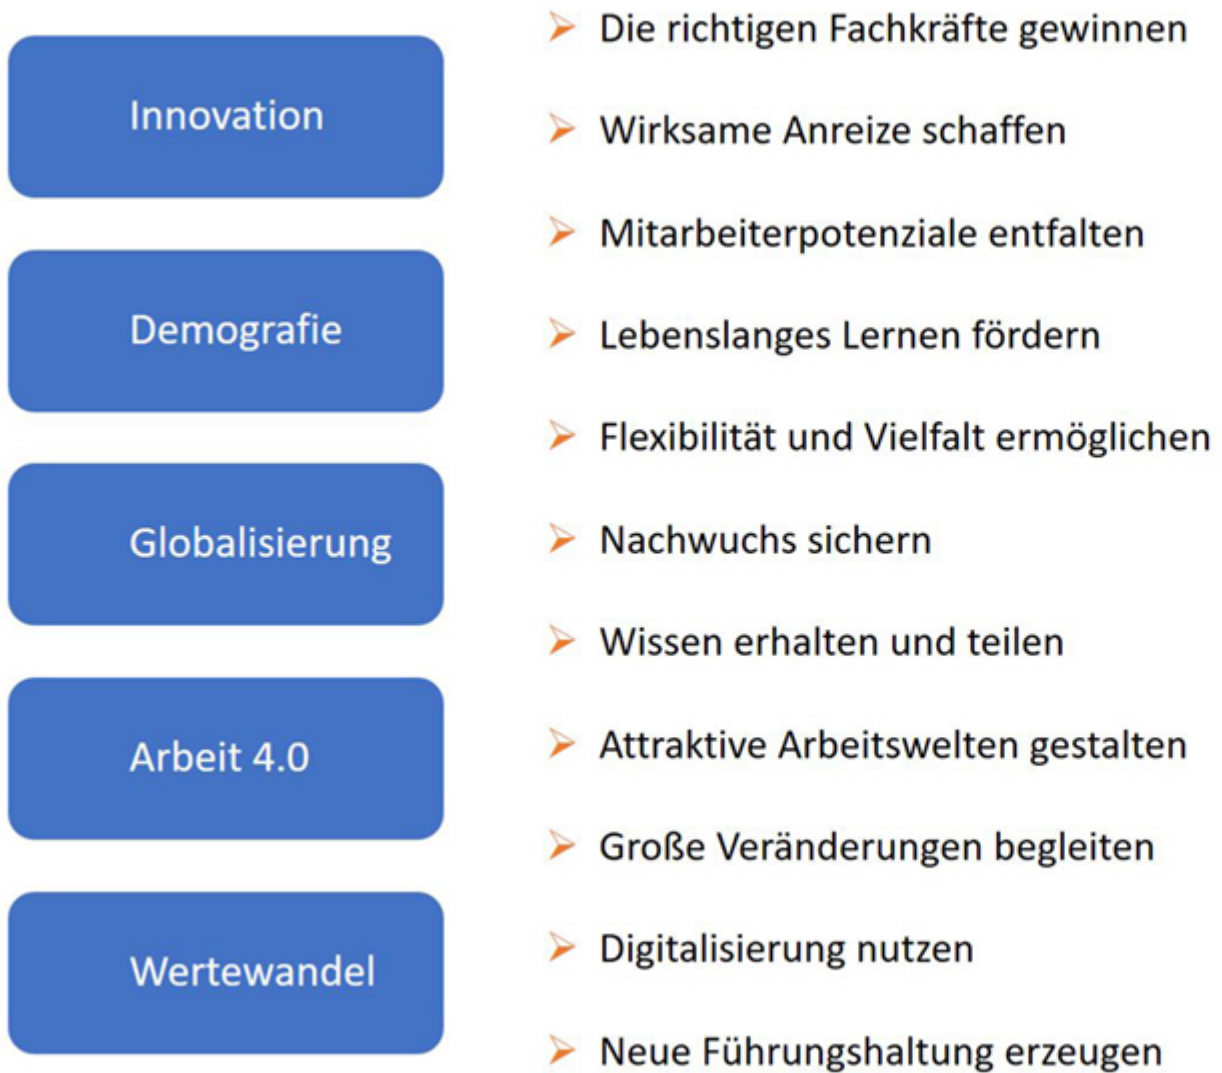 Innovation
Demografie
Globalisierung
Arbeit 4.0
Wertewandel
Die richtigen Fachkräfte gewinnen
Wirksame Anreize schaffen
Mitarbeiterpotenziale entfalten
Lebenslanges Lernen fördern
Flexibilität und Vielfalt ermöglichen
Nachwuchs sichern
Wissen erhalten und teilen
Attraktive Arbeitswelten gestalten
Große Veränderungen begleiten
Digitalisierung nutzen
Neue Führungshaltung erzeugen